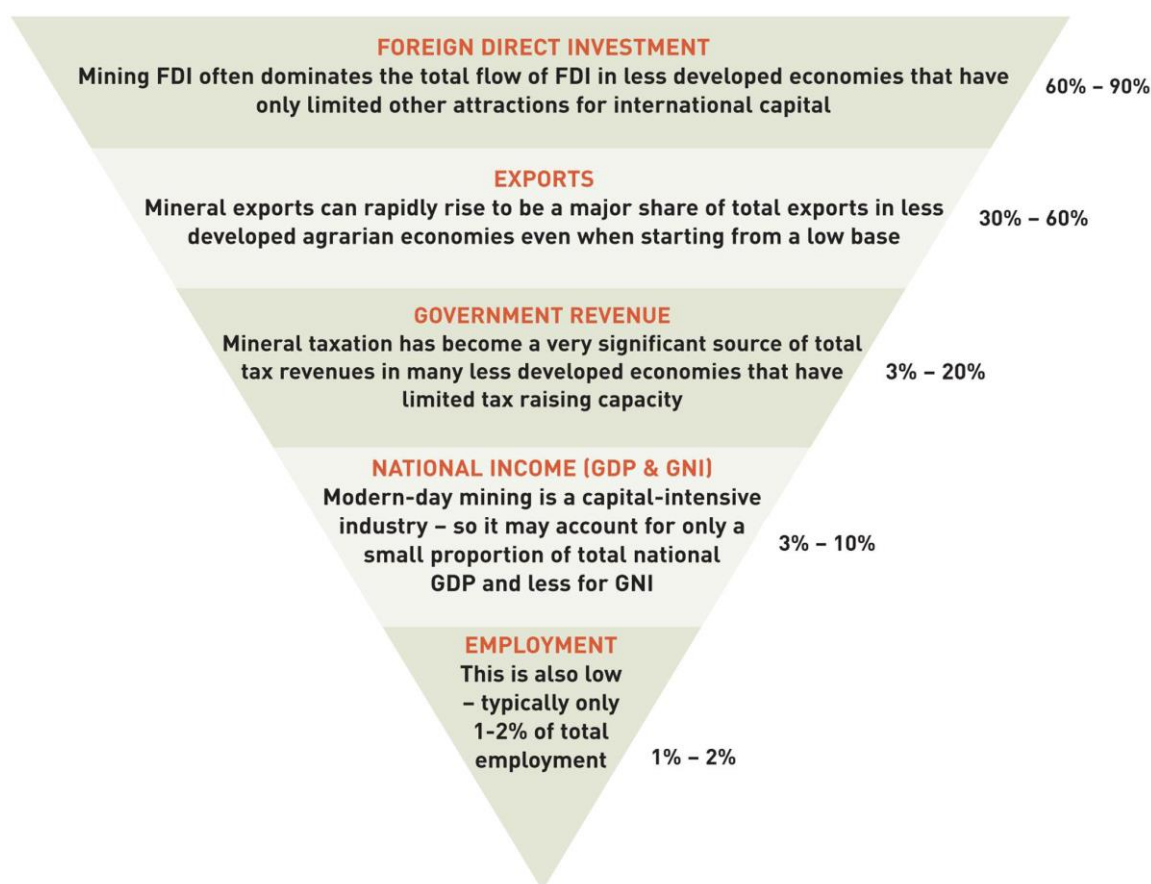 FOREIGN DIRECT INVESTMENT
Mining FDI often dominates the total flow of FDI in less developed economies that have
only limited other attractions for international capital
60% – 90%
EXPORTS
Mineral exports can rapidly rise to be a major share of total exports in less
developed agrarian economies even when starting from a low base
30% – 60%
GOVERNMENT REVENUE
Mineral taxation has become a very significant source of total
tax revenues in many less developed economies that have
limited tax raising capacity
3% – 20%
NATIONAL INCOME (GDP & GNI)
Modern-day mining is a capital-intensive
industry – so it may account for only a
small proportion of total national
GDP and less for GNI
3% – 10%
EMPLOYMENT
This is also low
– typically only
1-2% of total
employment
1% – 2%